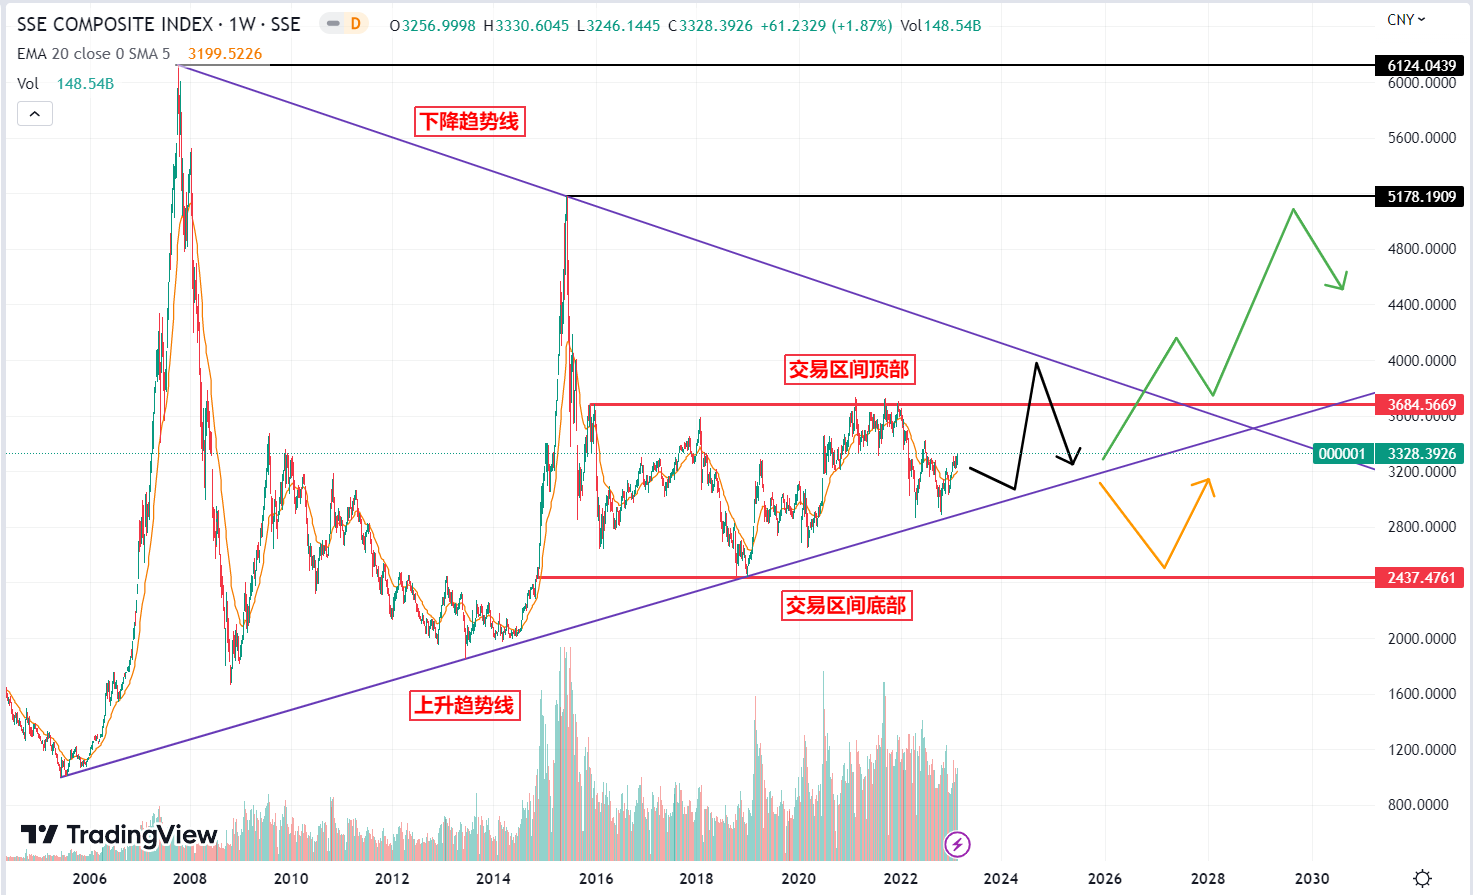 SSE COMPOSITE INDEX · 1W · SSE D O3256.9998 H3330.6045 L3246.1445 C3328.3926 +61.2329 (+1.87%) Vol148.54B
CNY
EMA 20 close 0 SMA 5 3199.5226
Vol 148.54B
6124.0439
6000.0000
下降趋势线
5600.0000
5178.1909
4800.0000
4400.0000
交易区间顶部
4000.0000
3684.5669
3600.0000
000001 3328.3926
3200.0000
2800.0000
2437.4761
交易区间底部
2000.0000
上升趋势线
1600.0000
1200.0000
800.0000
TradingView
2006 2008 2010 2012 2014 2016 2018 2020 2022 2024 2026 2028 2030